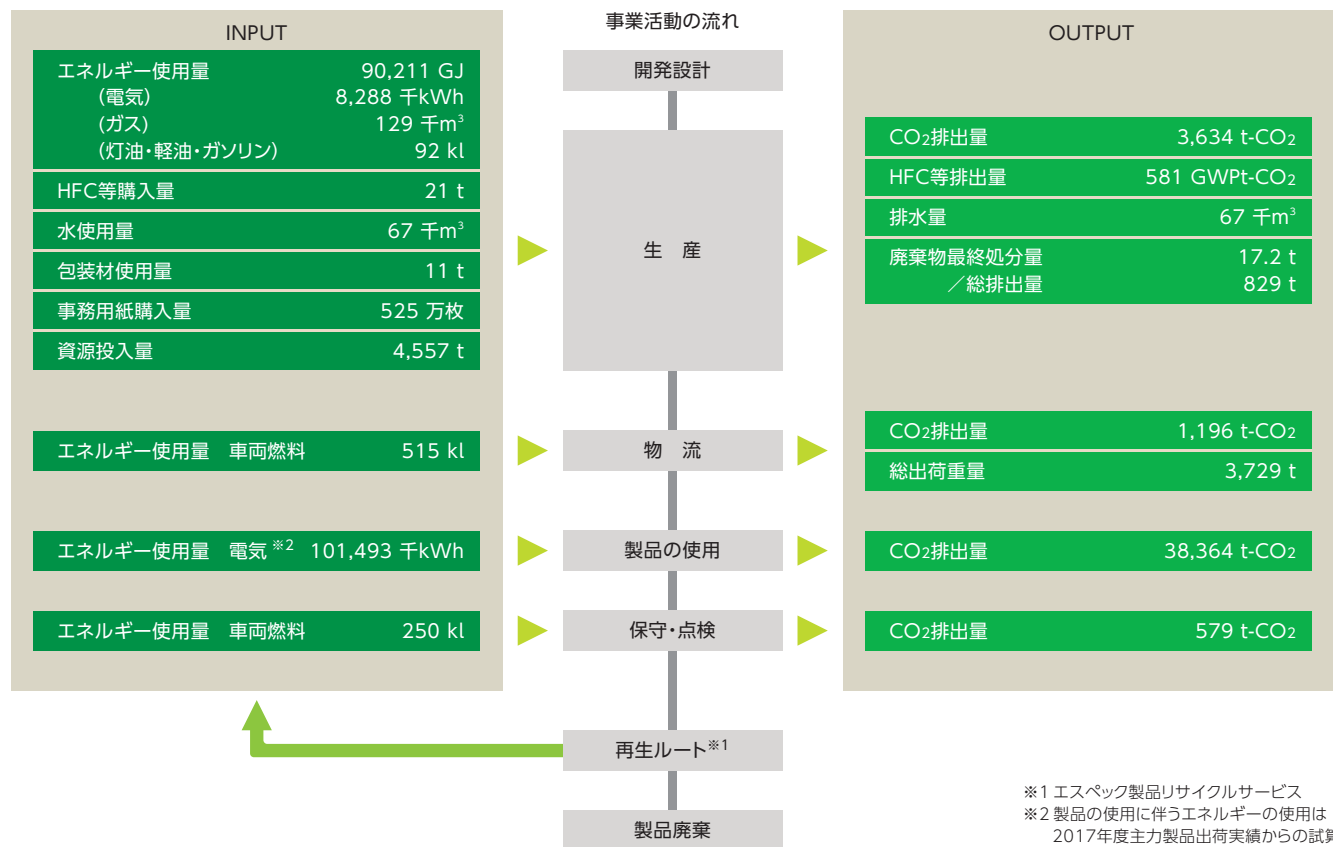 INPUT
エネルギー使用量 90,211 GJ
(電気) 8,288 千kWh
(ガス) 129 千m³
(灯油・軽油・ガソリン) 92 kl
HFC等購入量 21 t
水使用量 67 千m³
包装材使用量 11 t
事務用紙購入量 525 万枚
資源投入量 4,557 t
エネルギー使用量 車両燃料 515 kl
エネルギー使用量 電気※2 101,493 千kWh
エネルギー使用量 車両燃料 250 kl
事業活動の流れ
開発設計
生 産
物 流
製品の使用
保守・点検
再生ルート※1
製品廃棄
OUTPUT
CO2排出量 3,634 t-CO2
HFC等排出量 581 GWPt-CO2
排水量 67 千m³
廃棄物最終処分量 17.2 t
／総排出量 829 t
CO2排出量 1,196 t-CO2
総出荷重量 3,729 t
CO2排出量 38,364 t-CO2
CO2排出量 579 t-CO2
※1 エスペック製品リサイクルサービス
※2 製品の使用に伴うエネルギーの使用は
2017年度主力製品出荷実績からの試算